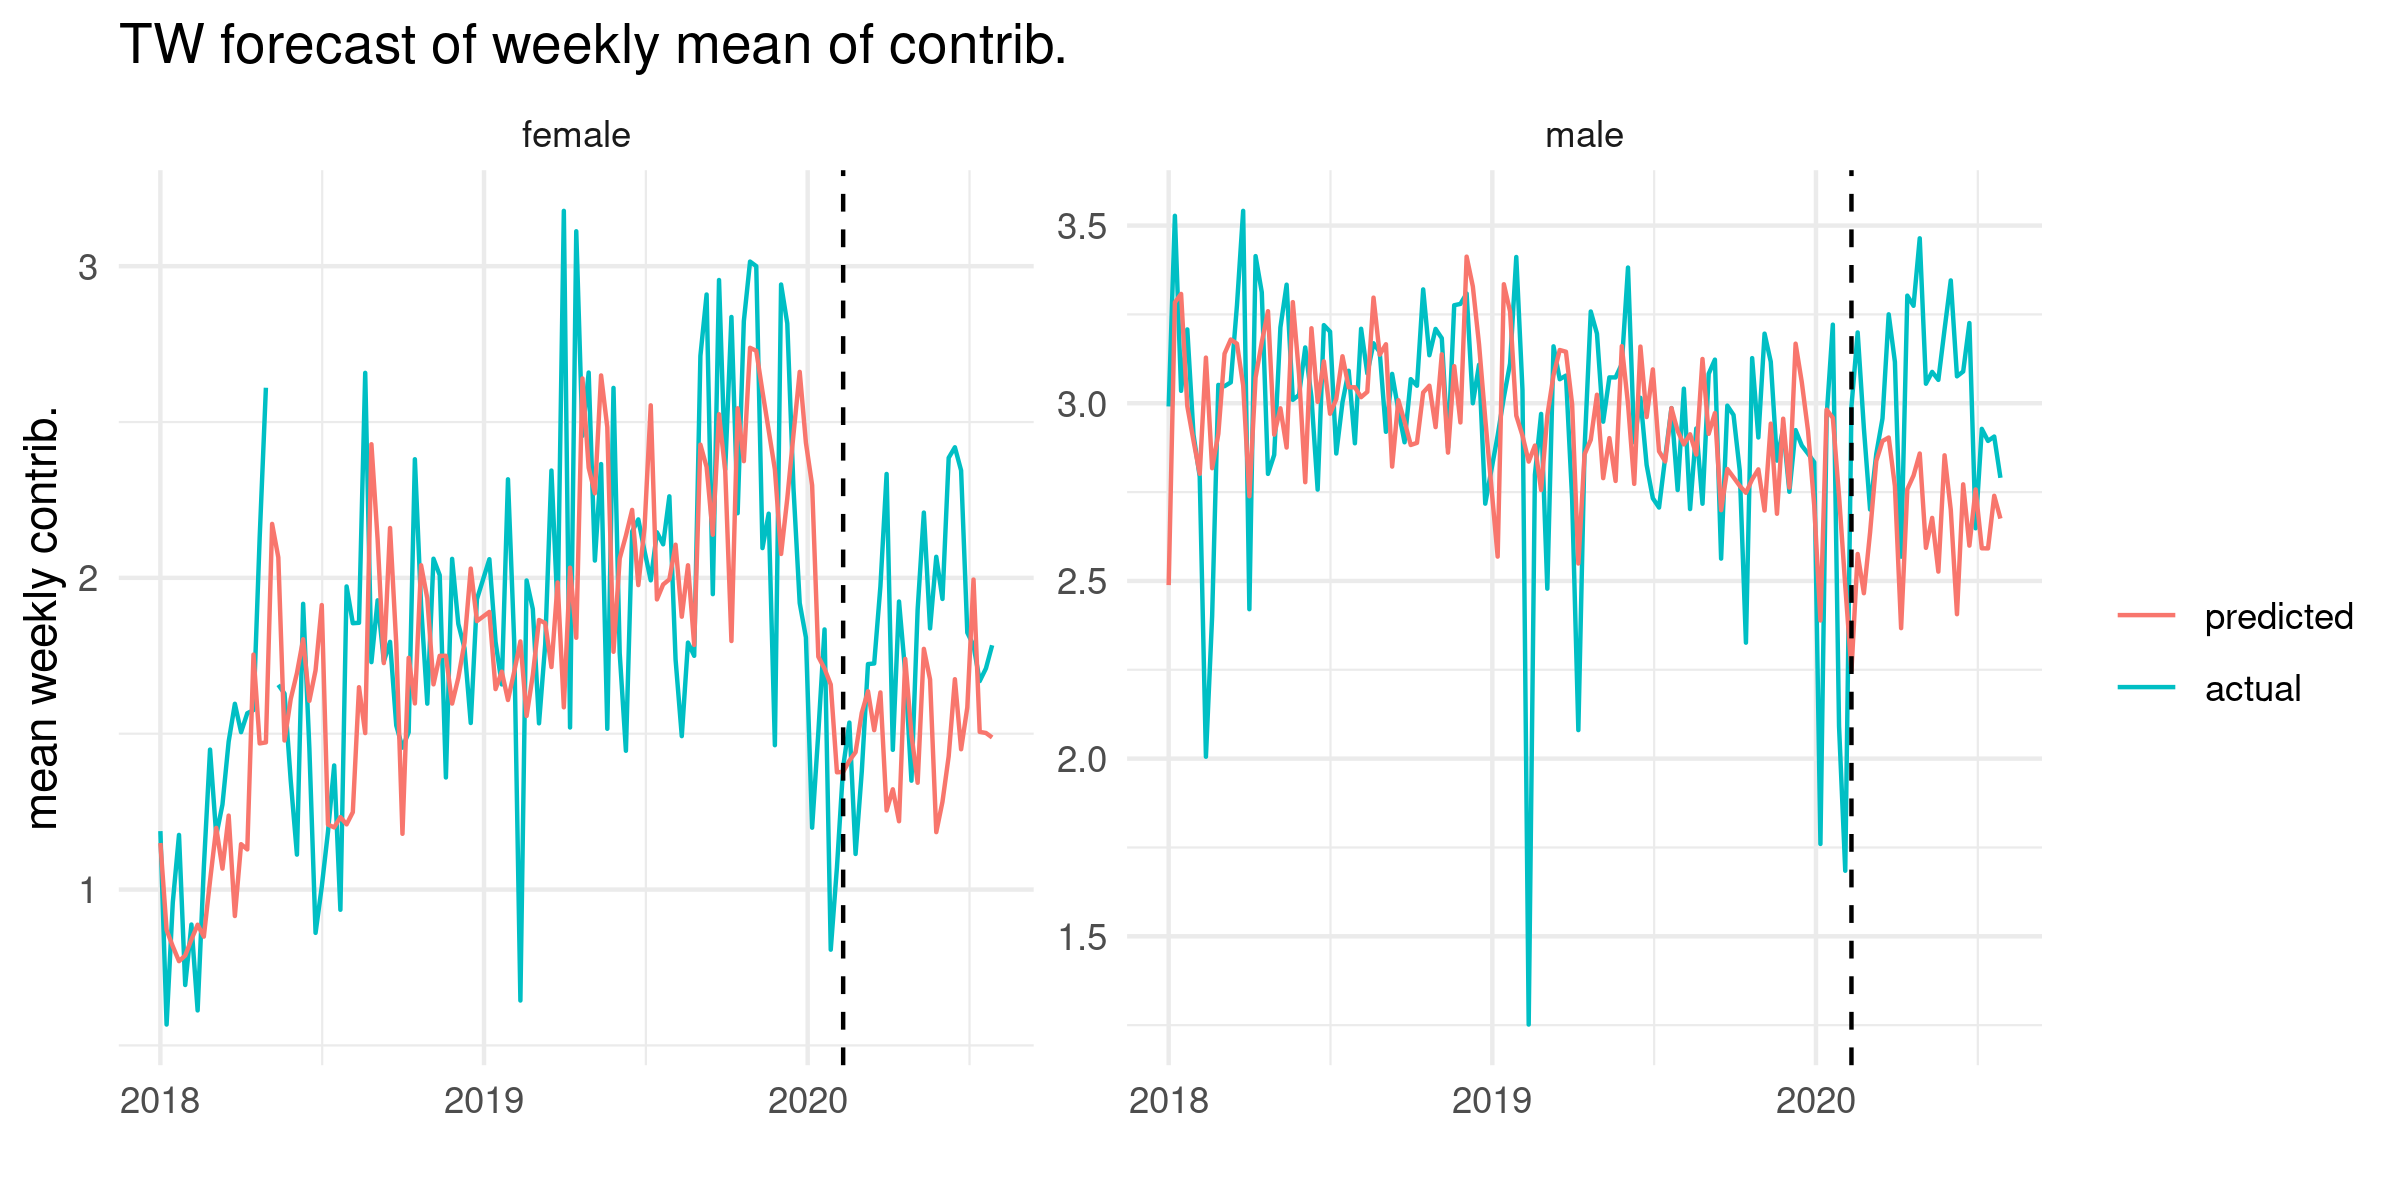 TW forecast of weekly mean of contrib.
female
male
mean weekly contrib.
3
2
1
3.5
3.0
2.5
2.0
1.5
2018
2019
2020
2018
2019
2020
predicted
actual